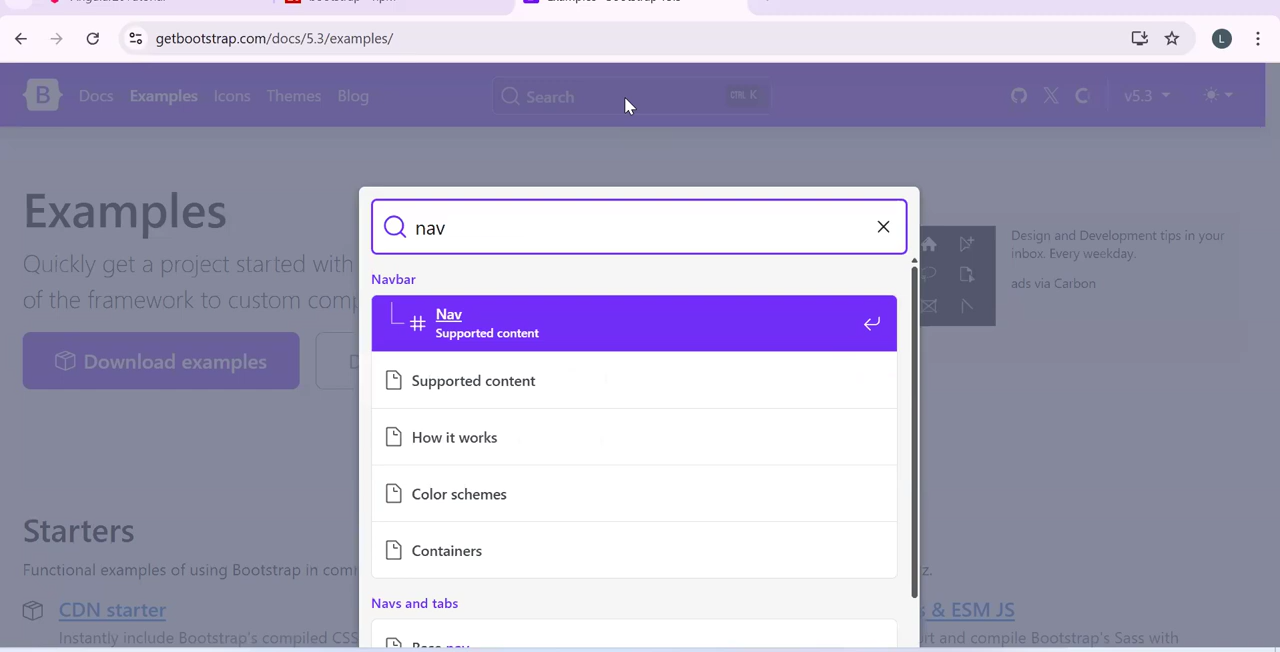 getbootstrap.com/docs/5.3/examples/
L
B
Docs Examples Icons Themes Blog
Search
CTRL K
v5.3
Examples
Quickly get a project started with
of the framework to custom com
Download examples
D
Design and Development tips in your
inbox. Every weekday.
ads via Carbon
nav
Navbar
# Nav
Supported content
Supported content
How it works
Color schemes
Containers
Navs and tabs
Base nav
Starters
Functional examples of using Bootstrap in com
z.
CDN starter
s & ESM JS
Instantly include Bootstrap's compiled CSS
rt and compile Bootstrap's Sass with